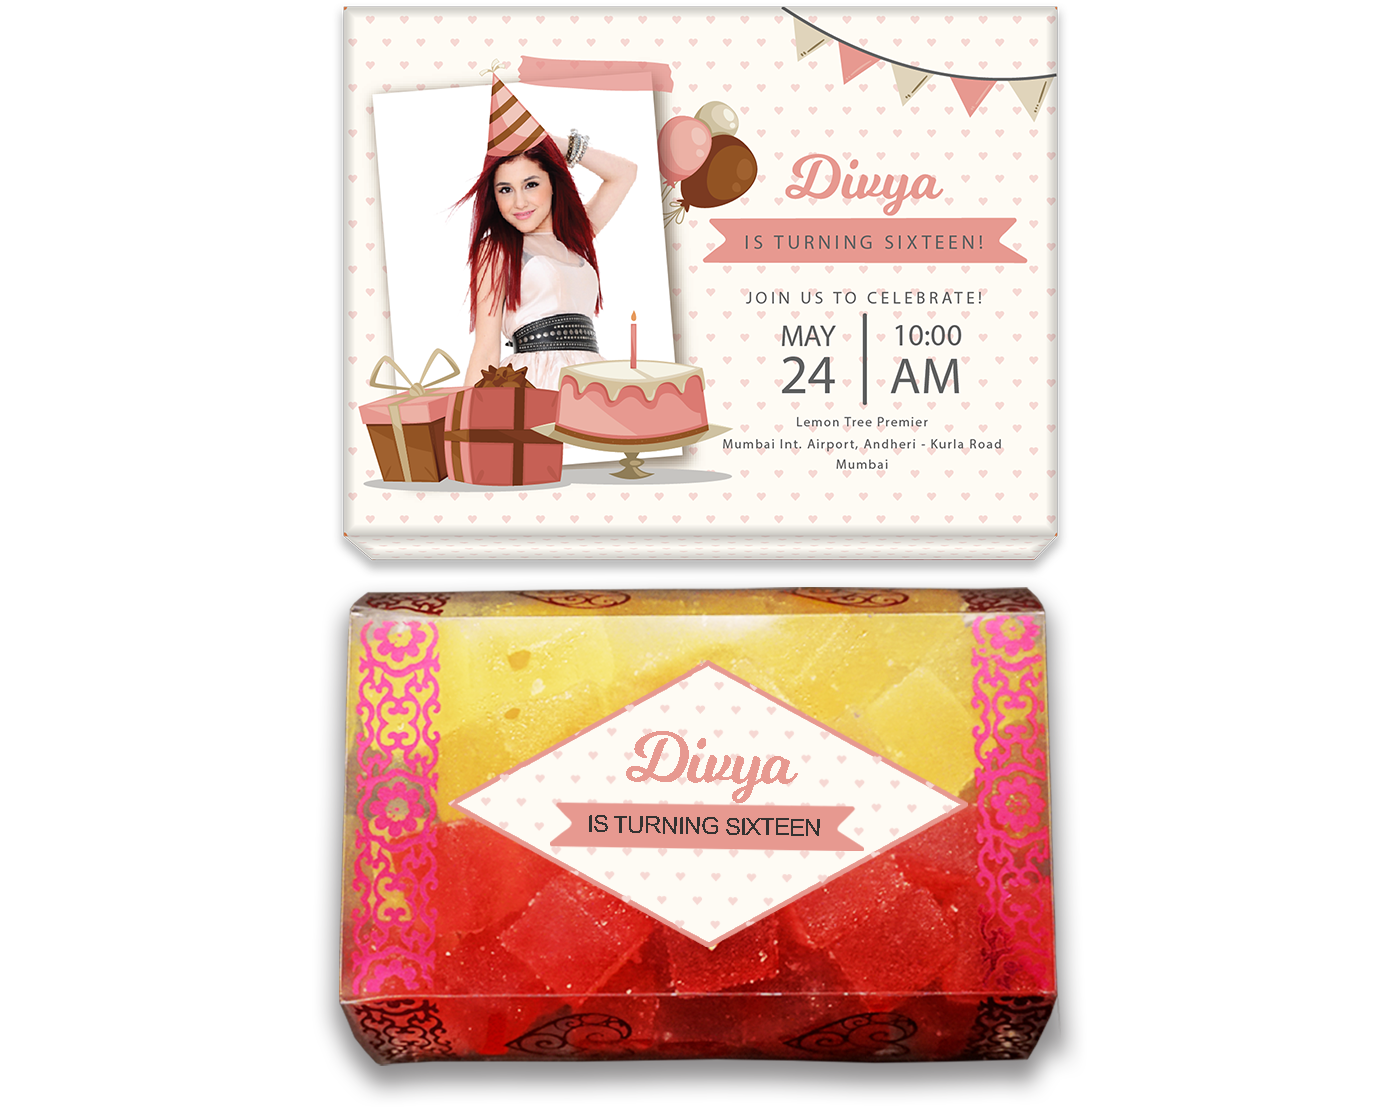 Divya
IS TURNING SIXTEEN!
JOIN US TO CELEBRATE!
MAY
24
10:00
AM
Lemon Tree Premier
Mumbai Int. Airport, Andheri - Kurla Road
Mumbai
Divya
IS TURNING SIXTEEN